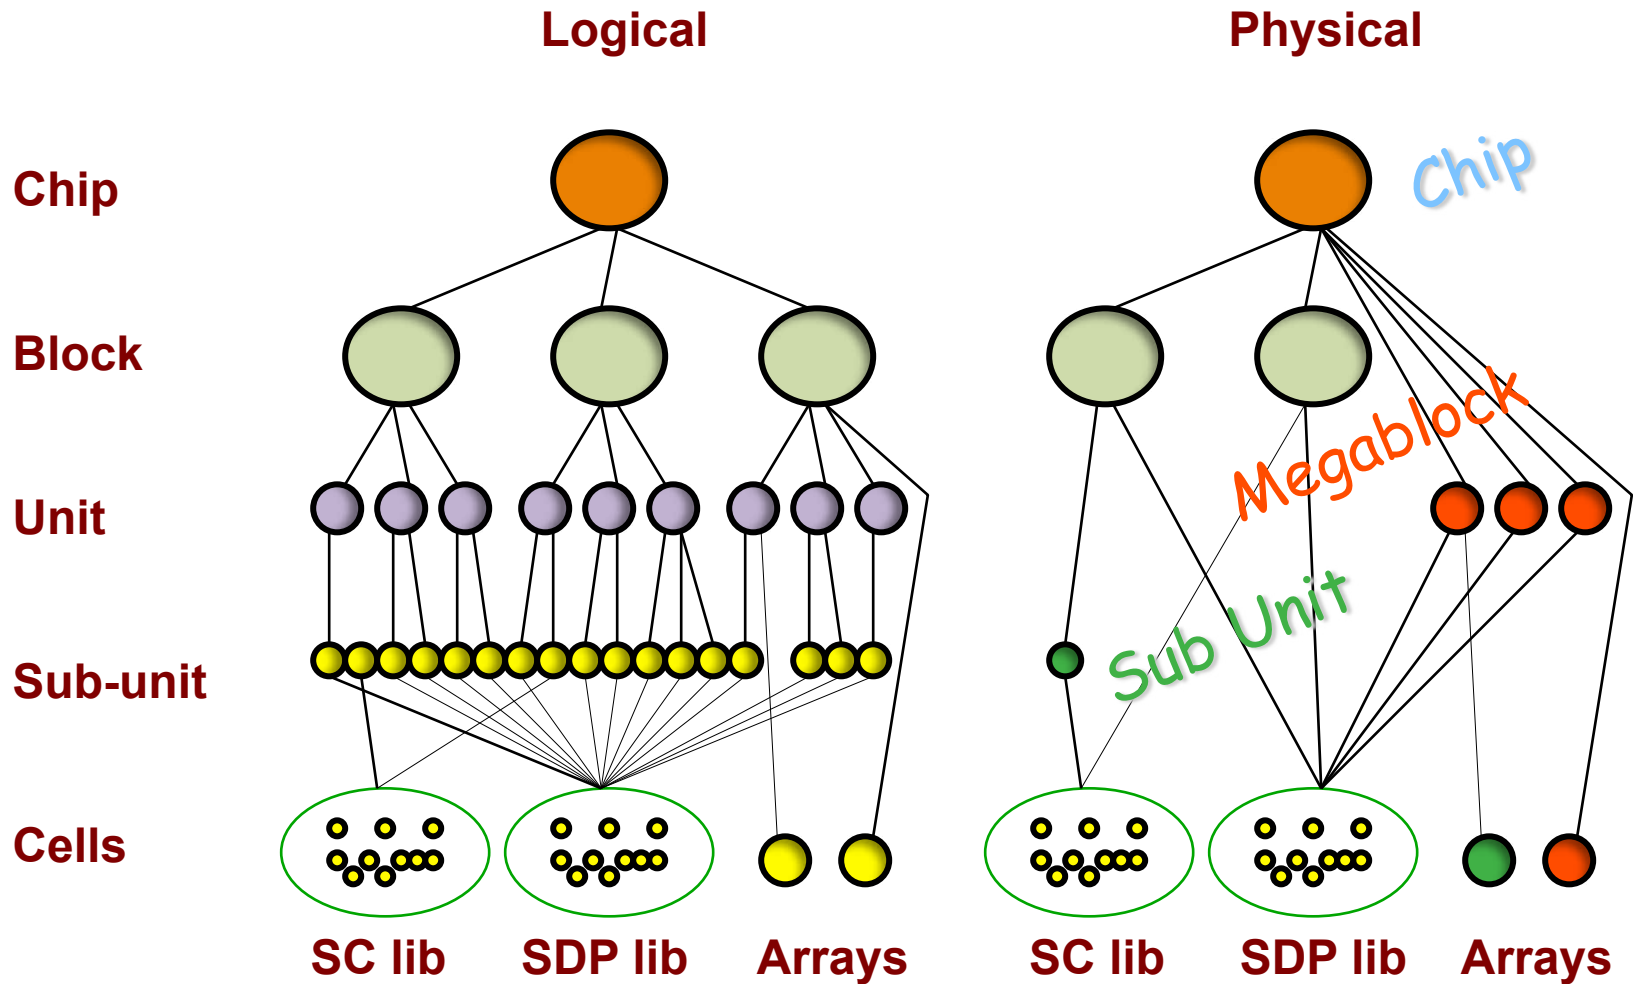 Logical
Physical
Chip
Chip
Block
Megablock
Unit
Sub Unit
Sub-unit
Cells
SC lib
SDP lib
Arrays
SC lib
SDP lib
Arrays